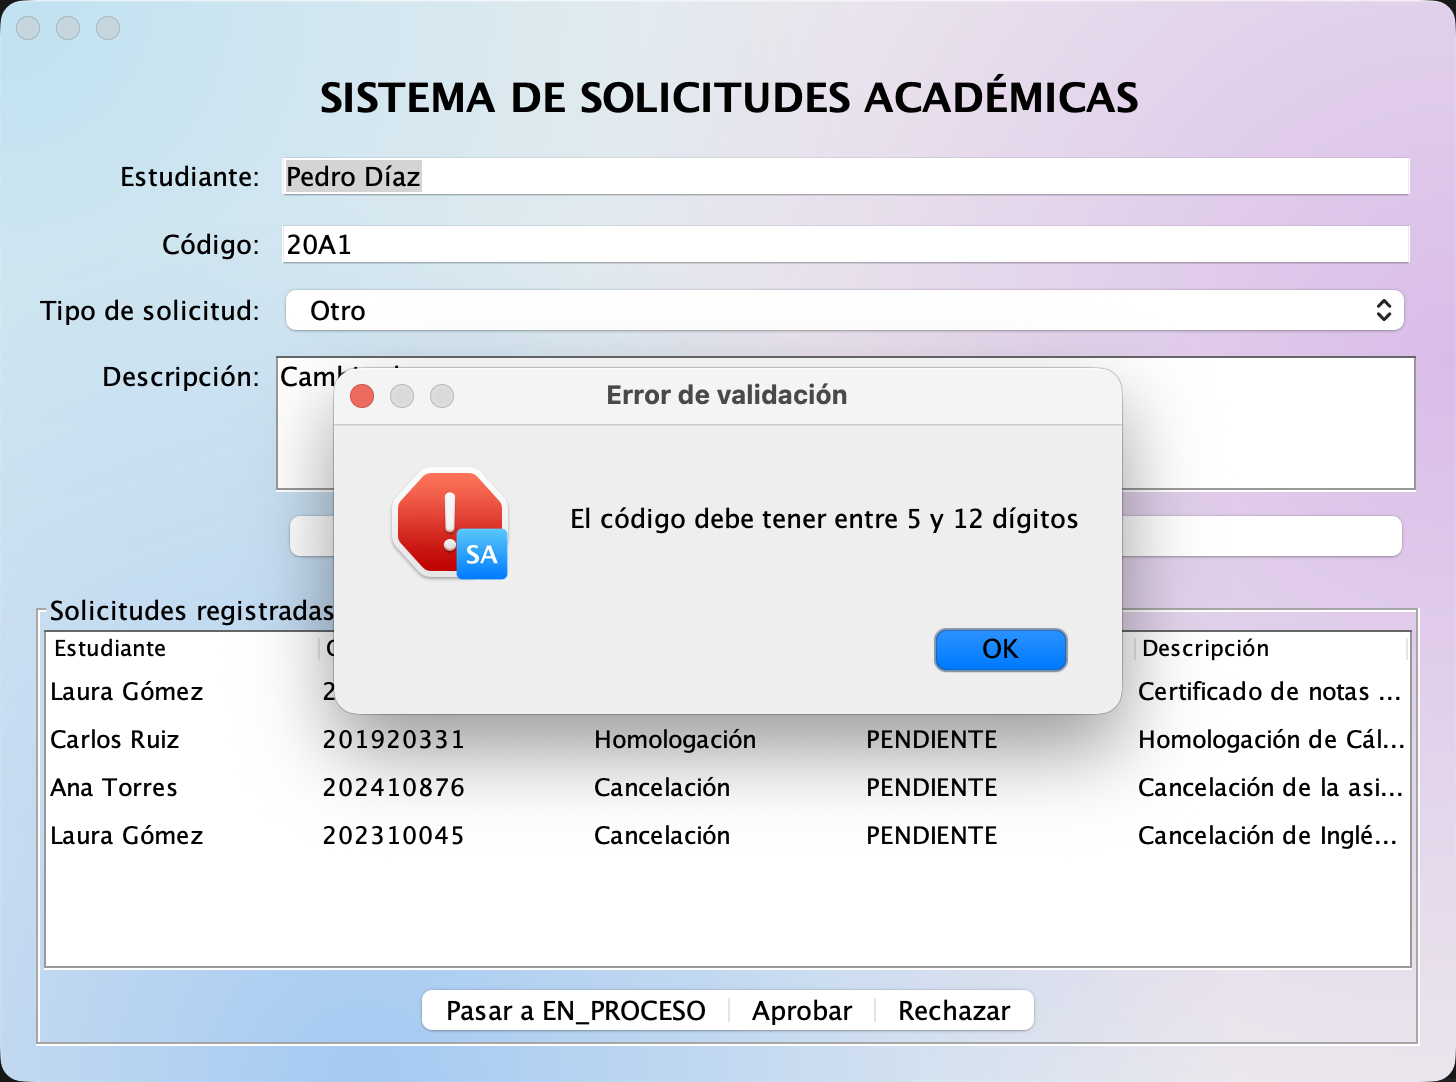 SISTEMA DE SOLICITUDES ACADÉMICAS
Estudiante: Pedro Díaz
Código: 20A1
Tipo de solicitud: Otro
Descripción:
Error de validación
El código debe tener entre 5 y 12 dígitos
SA
OK
Solicitudes registradas
Estudiante Descripción
Laura Gómez Certificado de notas ...
Carlos Ruiz 201920331 Homologación PENDIENTE Homologación de Cál...
Ana Torres 202410876 Cancelación PENDIENTE Cancelación de la asi...
Laura Gómez 202310045 Cancelación PENDIENTE Cancelación de Inglé...
Pasar a EN_PROCESO Aprobar Rechazar